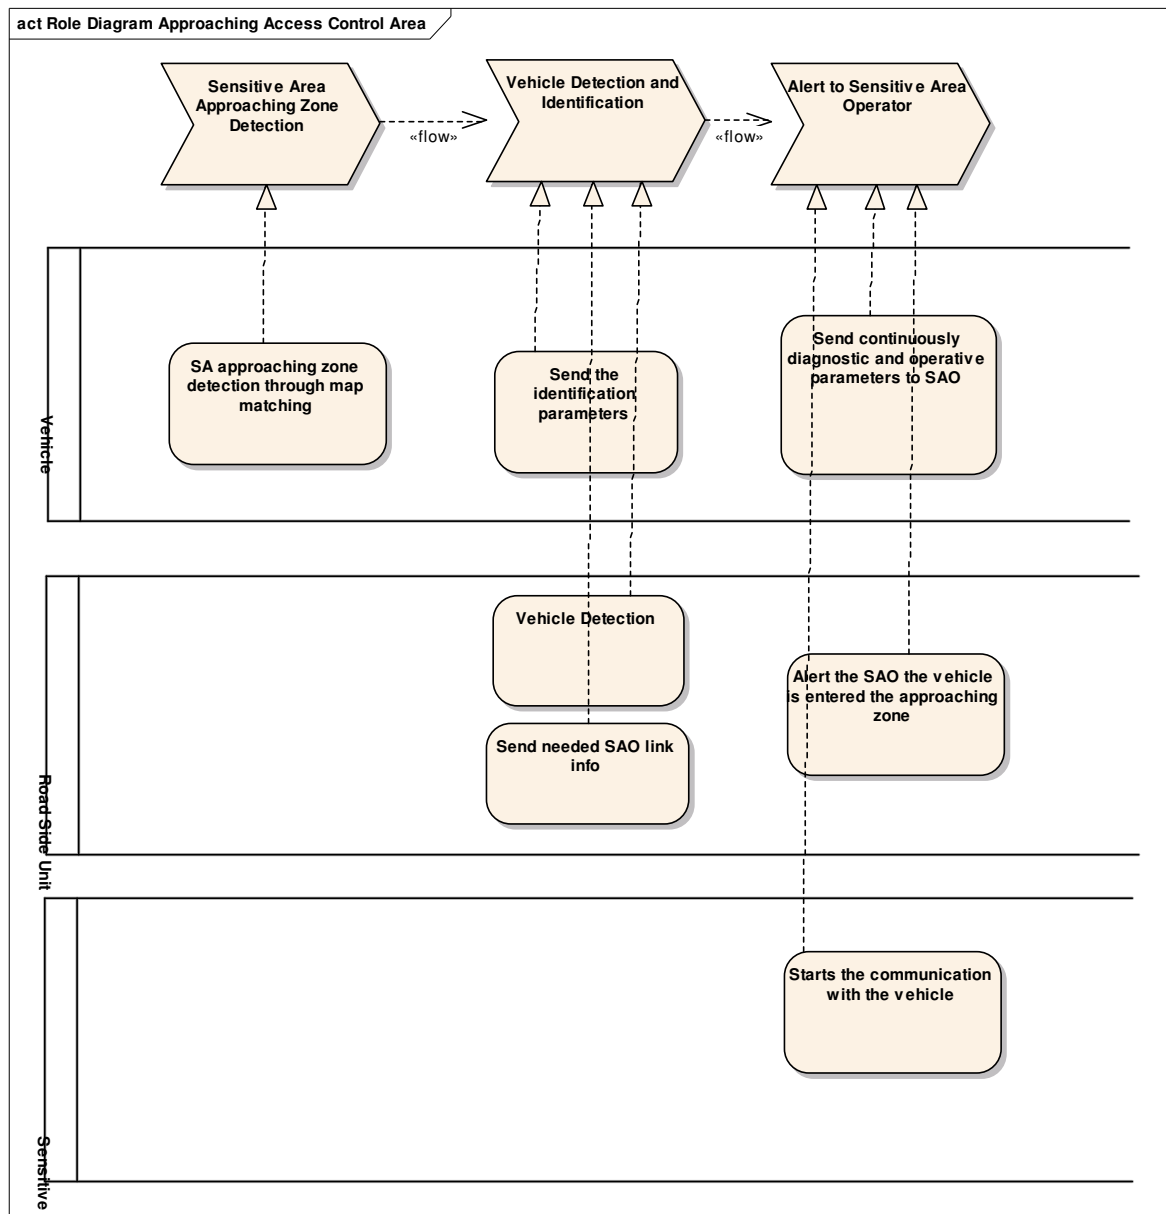 act Role Diagram Approaching Access Control Area
Sensitive Area
Approaching Zone
Detection
«flow»
Vehicle Detection and
Identification
«flow»
Alert to Sensitive Area
Operator
Vehicle
SA approaching zone
detection through map
matching
Send the
identification
parameters
Send continuously
diagnostic and operative
parameters to SAO
Road Side Unit
Vehicle Detection
Send needed SAO link
info
Alert the SAO the vehicle
is entered the approaching
zone
Sensitive
Starts the communication
with the vehicle